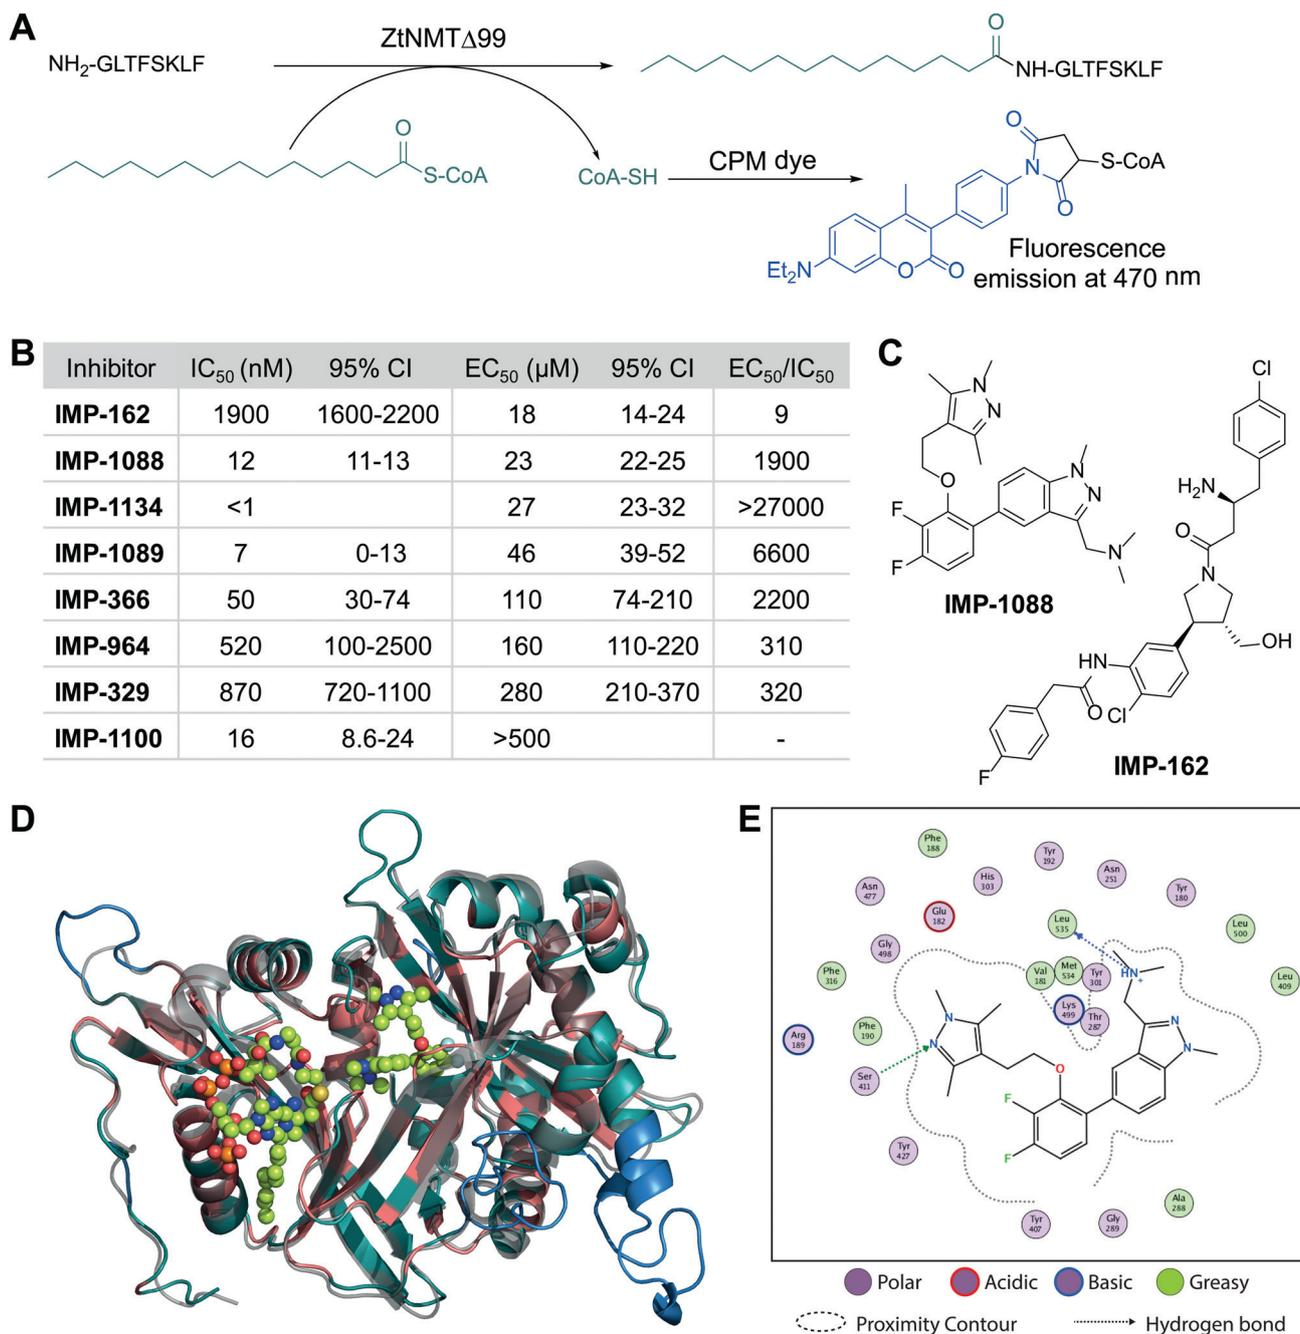 A
NH₂-GLTFSKLF
ZtNMTΔ99
O
NH-GLTFSKLF
O
S-CoA
CoA-SH
CPM dye
O
N
O
S-CoA
Et₂N
O
O
Fluorescence
emission at 470 nm
B
Inhibitor IC₅₀ (nM) 95% CI EC₅₀ (µM) 95% CI EC₅₀/IC₅₀
IMP-162 1900 1600-2200 18 14-24 9
IMP-1088 12 11-13 23 22-25 1900
IMP-1134 <1 27 23-32 >27000
IMP-1089 7 0-13 46 39-52 6600
IMP-366 50 30-74 110 74-210 2200
IMP-964 520 100-2500 160 110-220 310
IMP-329 870 720-1100 280 210-370 320
IMP-1100 16 8.6-24 >500 -
C
N
N
O
F
F
N
N
N
IMP-1088
Cl
H₂N
O
N
OH
HN
O
Cl
F
IMP-162
D
E
Phe
188
Tyr
192
His
303
Asn
251
Asn
477
Tyr
180
Glu
182
Leu
535
Leu
500
Gly
498
Phe
316
Val
181
Met
534
Tyr
301
HN+
Leu
409
Lys
499
Thr
287
Arg
189
Phe
190
N
N
N
N
Ser
411
O
F
F
Tyr
427
Ala
288
Tyr
407
Gly
289
Polar Acidic Basic Greasy
Proximity Contour Hydrogen bond